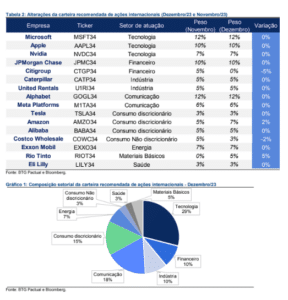 Tabela 2: Alterações da carteira recomendada de ações internacionais (Dezembro/23 x Novembro/23)
Empresa Ticker Setor de atuação Peso (Novembro) Peso (Dezembro) Variação
Microsoft MSFT34 Tecnologia 12% 12% 0%
Apple AAPL34 Tecnologia 10% 10% 0%
Nvidia NVDC34 Tecnologia 7% 7% 0%
JPMorgan Chase JPMC34 Financeiro 10% 10% 0%
Citigroup CTGP34 Financeiro 5% 0% -5%
Caterpillar CATP34 Indústria 5% 5% 0%
United Rentals U1RI34 Indústria 5% 5% 0%
Alphabet GOGL34 Comunicação 12% 12% 0%
Meta Platforms M1TA34 Comunicação 6% 6% 0%
Tesla TSLA34 Consumo discricionário 3% 3% 0%
Amazon AMZO34 Consumo discricionário 5% 7% 2%
Alibaba BABA34 Consumo discricionário 5% 5% 0%
Costco Wholesale COWC34 Consumo Não discricionário 5% 3% -2%
Exxon Mobil EXXO34 Energia 7% 7% 0%
Rio Tinto RIOT34 Materiais Básicos 0% 5% 5%
Eli Lilly LILY34 Saúde 3% 3% 0%
Fonte: BTG Pactual e Bloomberg.
Gráfico 1: Composição setorial da carteira recomendada de ações internacionais - Dezembro/23
Materiais Básicos
5%
Saúde
3%
Consumo Não
discricionário
3%
Energia
7%
Tecnologia
Consumo discricionário
15%
Financeiro
10%
Indústria
10%
Comunicação
18%
Fonte: BTG Pactual e Bloomberg.